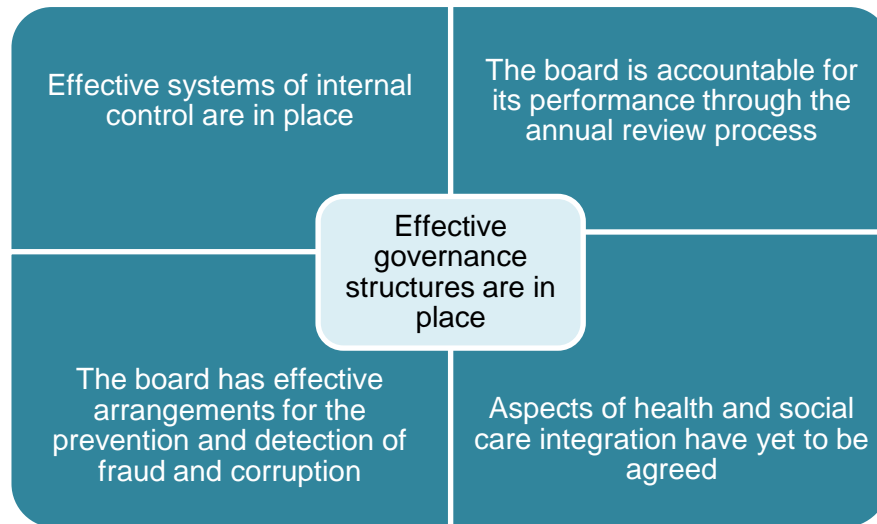 Effective systems of internal
control are in place
The board is accountable for
its performance through the
annual review process
Effective
governance
structures are in
place
The board has effective
arrangements for the
prevention and detection of
fraud and corruption
Aspects of health and social
care integration have yet to be
agreed